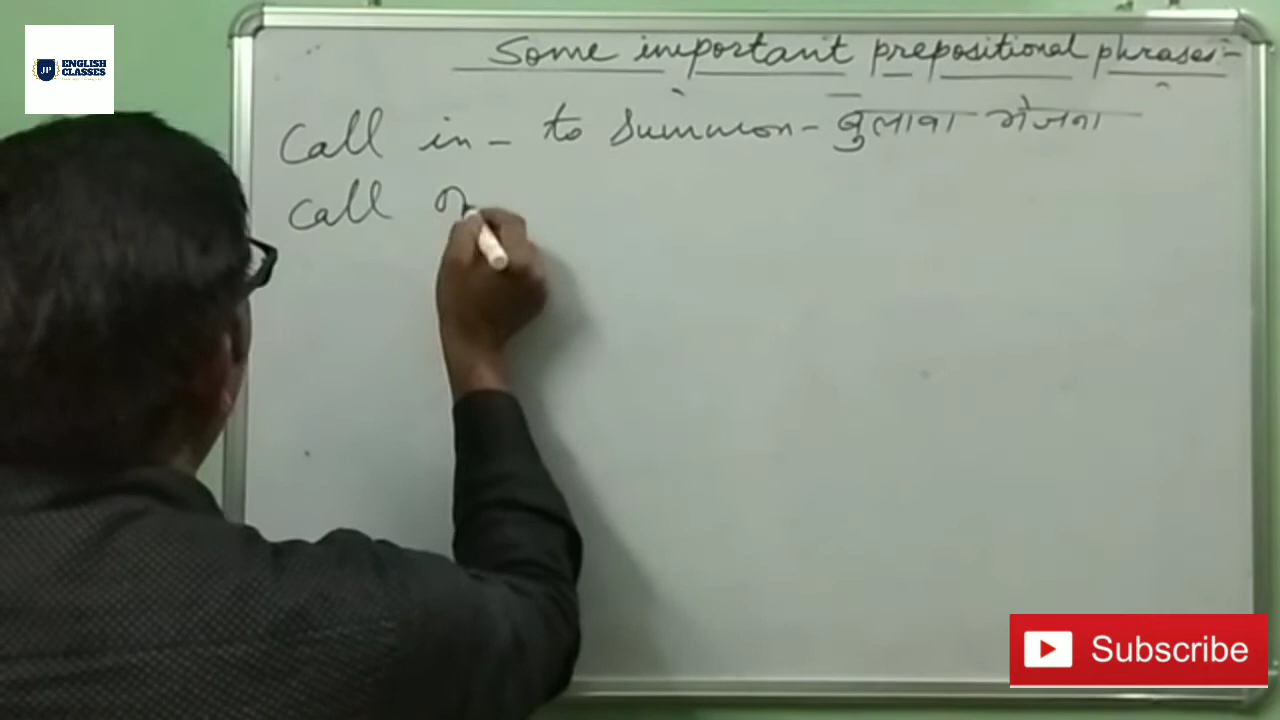 JP ENGLISH CLASSES
Some important prepositional phrases:-
Call in - to Summon - बुलावा भेजना
Call
Subscribe